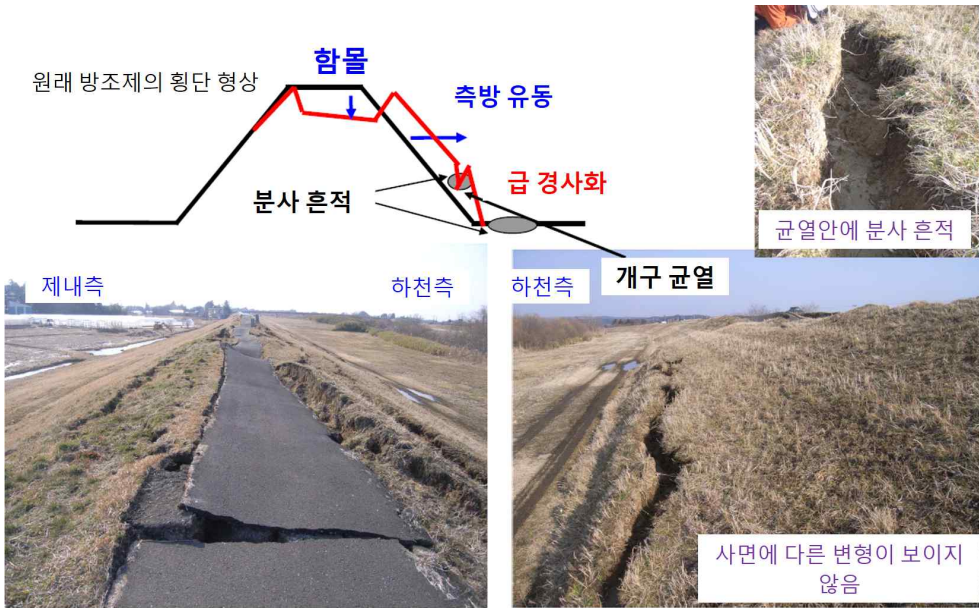 함몰
원래 방조제의 횡단 형상
측방 유동
급 경사화
분사 흔적
균열안에 분사 흔적
개구 균열
제내측
하천측
하천측
사면에 다른 변형이 보이지
않음